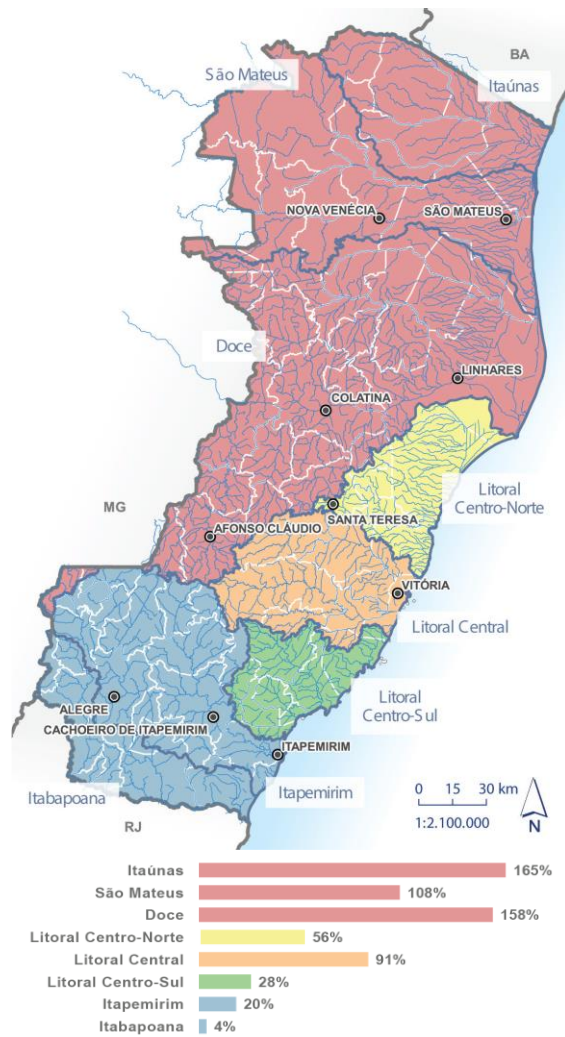 BA
São Mateus
Itaúnas
NOVA VENÉCIA
SÃO MATEUS
Doce
LINHARES
COLATINA
Litoral
Centro-Norte
MG
SANTA TERESA
AFONSO CLÁUDIO
VITÓRIA
Litoral Central
Litoral
Centro-Sul
ALEGRE
CACHOEIRO DE ITAPEMIRIM
ITAPEMIRIM
Itabapoana
Itapemirim
RJ
0 15 30 km
1:2.100.000
N
Itaúnas 165%
São Mateus 108%
Doce 158%
Litoral Centro-Norte 56%
Litoral Central 91%
Litoral Centro-Sul 28%
Itapemirim 20%
Itabapoana 4%